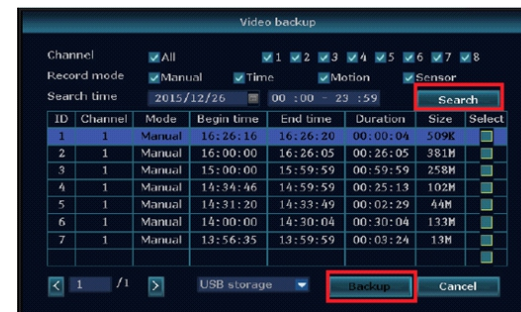 Video backup
Channel All 1 2 3 4 5 6 7 8
Record mode Manual Time Motion Sensor
Search time 2015/12/26 00 :00 - 23 :59 Search
ID Channel Mode Begin time End time Duration Size Select
1 1 Manual 16:26:16 16:26:20 00:00:04 509K
2 1 Manual 16:00:00 16:26:05 00:26:05 381M
3 1 Manual 15:00:00 15:59:59 00:59:59 258M
4 1 Manual 14:34:46 14:59:59 00:25:13 102M
5 1 Manual 14:31:20 14:33:49 00:02:29 44M
6 1 Manual 14:00:00 14:30:04 00:30:04 133M
7 1 Manual 13:56:35 13:59:59 00:03:24 13M
< 1 /1 > USB storage Backup Cancel